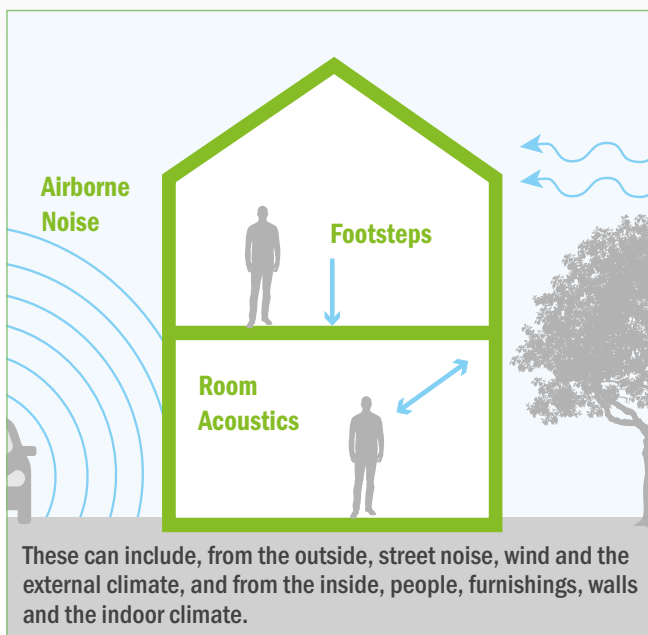 Airborne
Noise
Footsteps
Room
Acoustics
These can include, from the outside, street noise, wind and the
external climate, and from the inside, people, furnishings, walls
and the indoor climate.